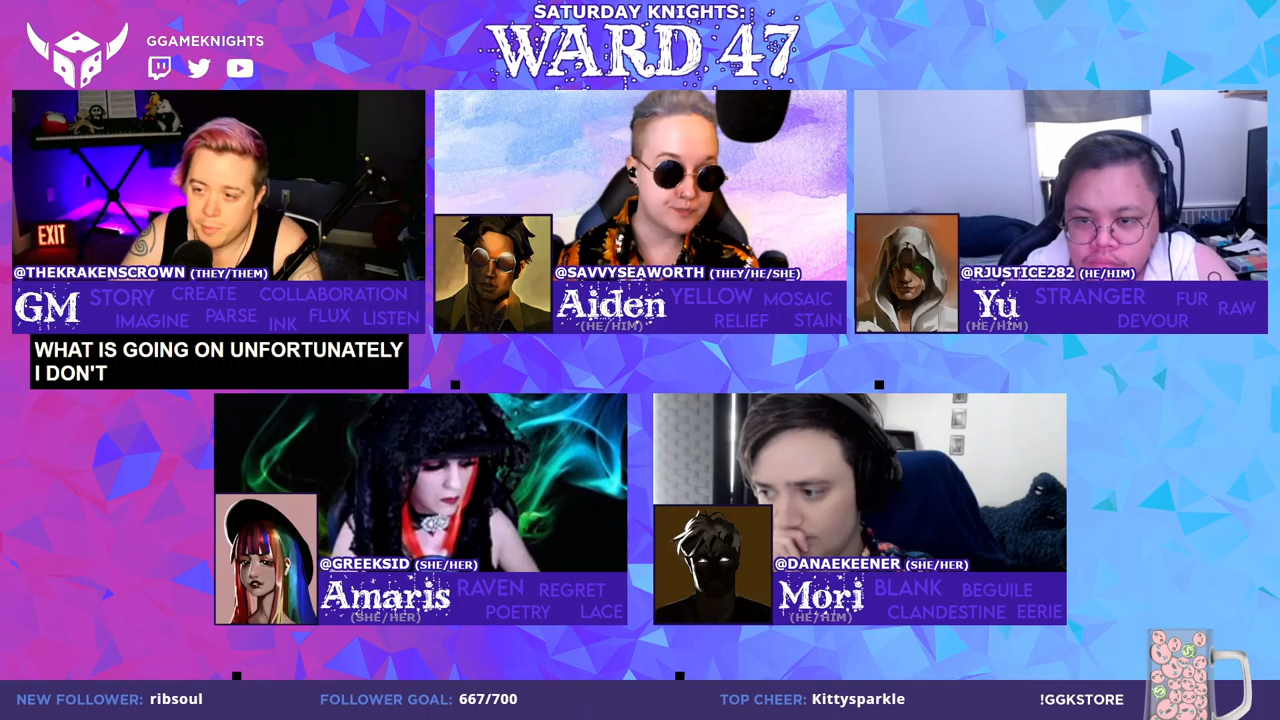 SATURDAY KNIGHTS:
WARD 47
GGAMEKNIGHTS
EXIT
@THEKRAKENSCROWN (THEY/THEM)
GM STORY CREATE COLLABORATION
IMAGINE PARSE INK FLUX LISTEN
WHAT IS GOING ON UNFORTUNATELY
I DON'T
@SAVVYSEAWORTH (THEY/HE/SHE)
Aiden YELLOW MOSAIC
(HE/HIM) RELIEF STAIN
@RJUSTICE282 (HE/HIM)
Yu STRANGER FUR RAW
(HE/HIM) DEVOUR
@GREEKSID (SHE/HER)
Amaris RAVEN REGRET
(SHE/HER) POETRY LACE
@DANAEKEENER (SHE/HER)
Mori BLANK BEGUILE
(HE/HIM) CLANDESTINE EERIE
NEW FOLLOWER: ribsoul FOLLOWER GOAL: 667/700 TOP CHEER: Kittysparkle !GGKSTORE